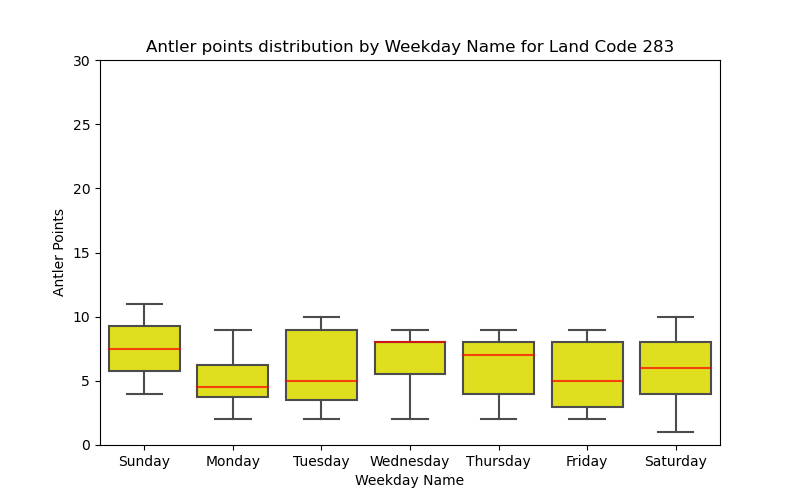 Antler points distribution by Weekday Name for Land Code 283
30
25
20
15
10
5
0
Antler Points
Sunday Monday Tuesday Wednesday Thursday Friday Saturday
Weekday Name